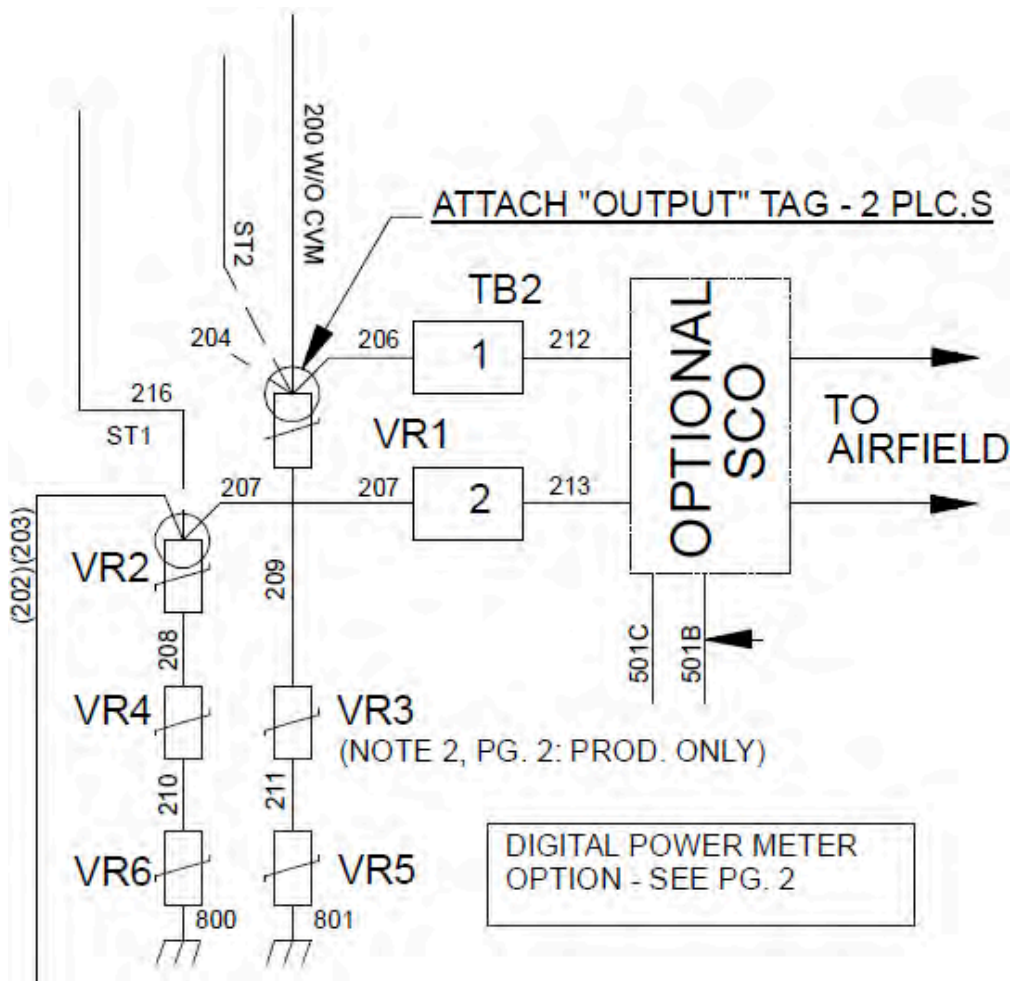 200 W/O CVM
ST2
ATTACH "OUTPUT" TAG - 2 PLC.S
TB2
204
206
1
212
216
ST1
VR1
OPTIONAL
SCO
TO
AIRFIELD
207
207
2
213
(202)(203)
VR2
209
208
501C
501B
VR4
VR3
(NOTE 2, PG. 2: PROD. ONLY)
210
211
VR6
VR5
DIGITAL POWER METER
OPTION - SEE PG. 2
800
801